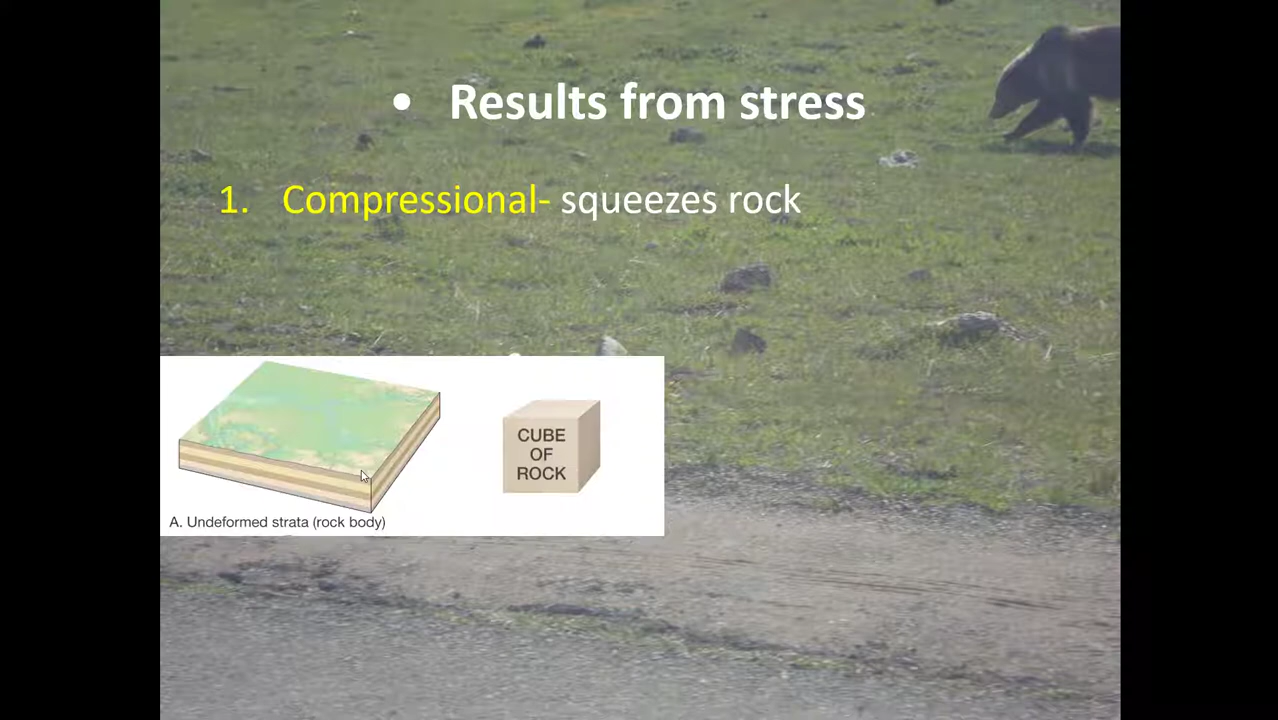 • Results from stress
1. Compressional- squeezes rock
CUBE
OF
ROCK
A. Undeformed strata (rock body)